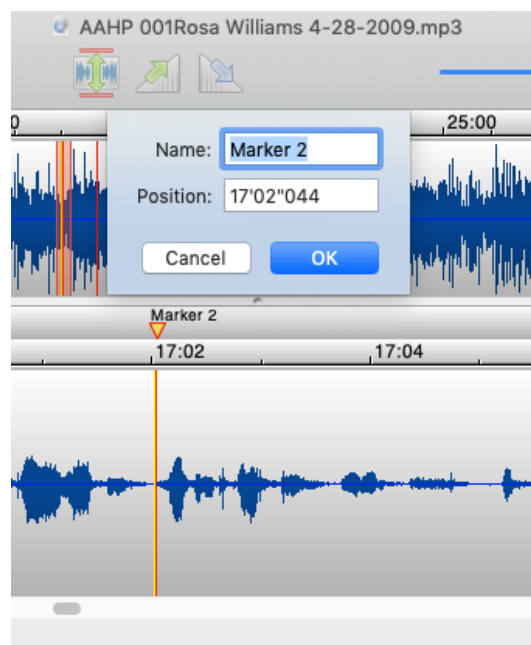 AAHP 001Rosa Williams 4-28-2009.mp3
0
25:00
Name: Marker 2
Position: 17'02"044
Cancel OK
Marker 2
17:02 17:04